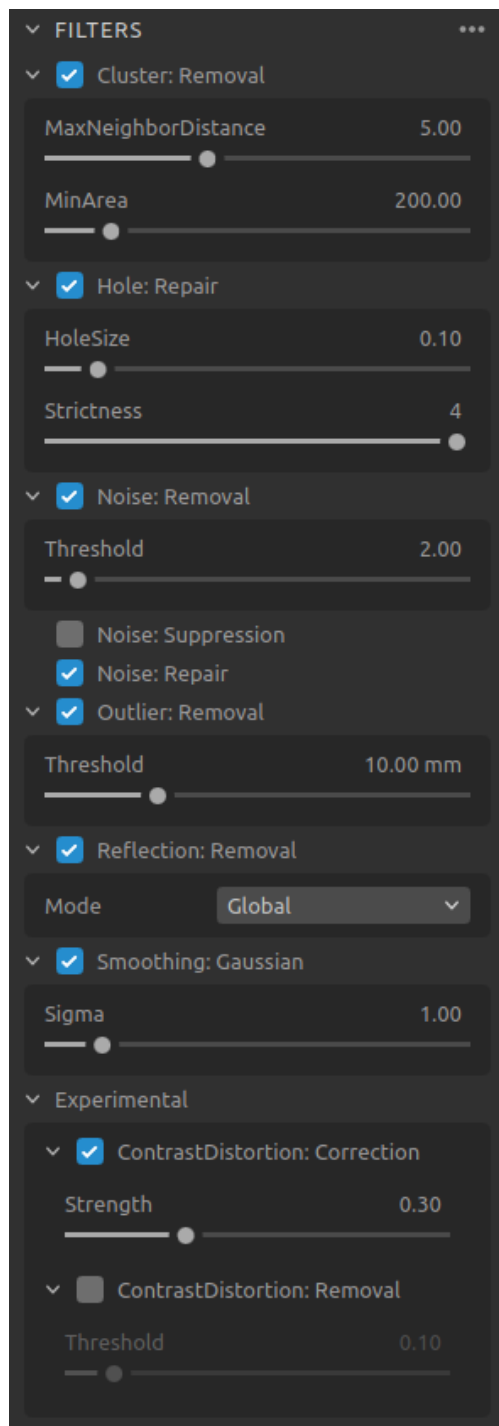 FILTERS
Cluster: Removal
MaxNeighborDistance 5.00
MinArea 200.00
Hole: Repair
HoleSize 0.10
Strictness 4
Noise: Removal
Threshold 2.00
Noise: Suppression
Noise: Repair
Outlier: Removal
Threshold 10.00 mm
Reflection: Removal
Mode Global
Smoothing: Gaussian
Sigma 1.00
Experimental
ContrastDistortion: Correction
Strength 0.30
ContrastDistortion: Removal
Threshold 0.10